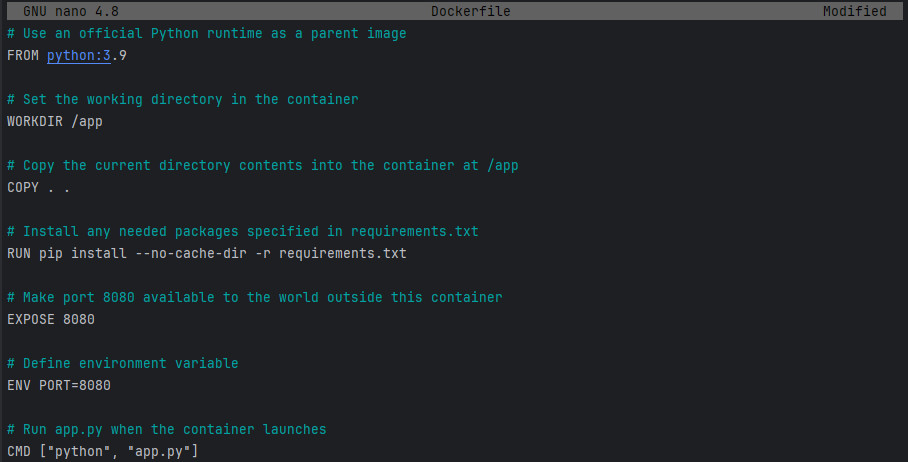 GNU nano 4.8 Dockerfile Modified
# Use an official Python runtime as a parent image
FROM python:3.9
# Set the working directory in the container
WORKDIR /app
# Copy the current directory contents into the container at /app
COPY . .
# Install any needed packages specified in requirements.txt
RUN pip install --no-cache-dir -r requirements.txt
# Make port 8080 available to the world outside this container
EXPOSE 8080
# Define environment variable
ENV PORT=8080
# Run app.py when the container launches
CMD ["python", "app.py"]